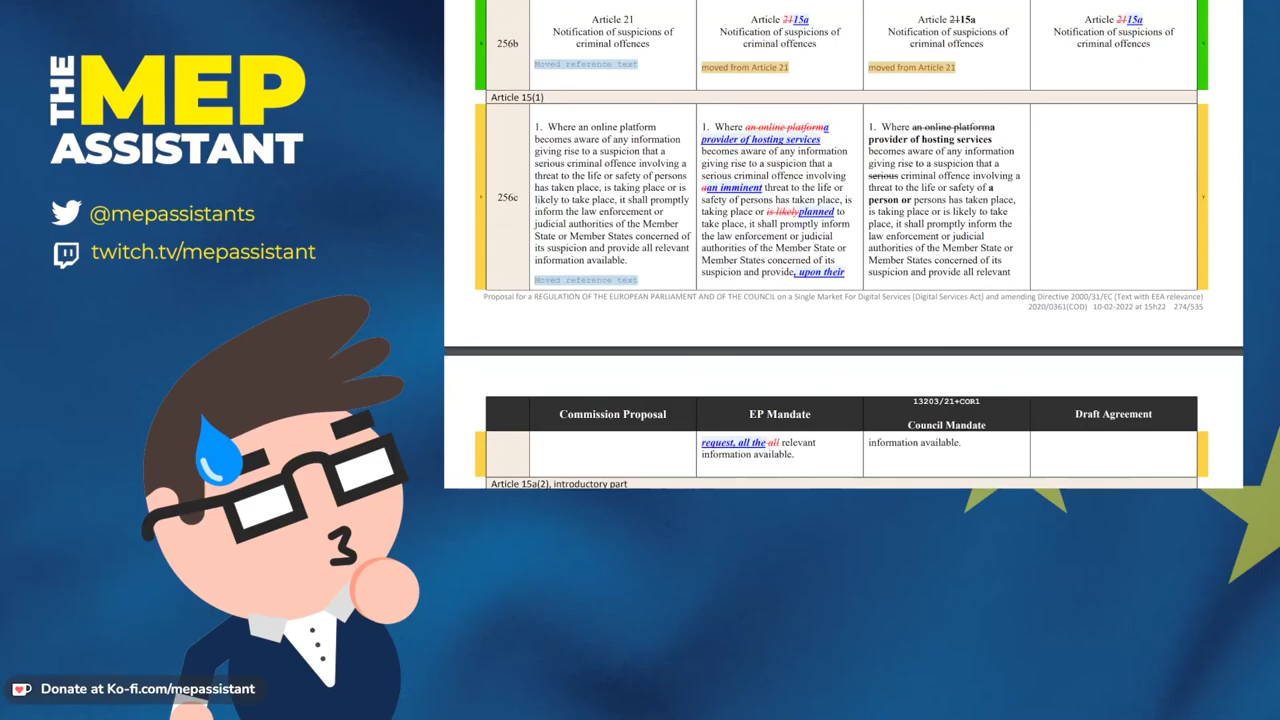 THE
MEP
ASSISTANT
@mepassistants
twitch.tv/mepassistant
Donate at Ko-fi.com/mepassistant
256b
Article 21
Notification of suspicions of
criminal offences
Moved reference text
Article 2115a
Notification of suspicions of
criminal offences
moved from Article 21
Article 2115a
Notification of suspicions of
criminal offences
moved from Article 21
Article 2115a
Notification of suspicions of
criminal offences
Article 15(1)
256c
1. Where an online platform
becomes aware of any information
giving rise to a suspicion that a
serious criminal offence involving a
threat to the life or safety of persons
has taken place, is taking place or is
likely to take place, it shall promptly
inform the law enforcement or
judicial authorities of the Member
State or Member States concerned of
its suspicion and provide all relevant
information available.
Moved reference text
1. Where an online platforma
provider of hosting services
becomes aware of any information
giving rise to a suspicion that a
serious criminal offence involving
aan imminent threat to the life or
safety of persons has taken place, is
taking place or is likelyplanned to
take place, it shall promptly inform
the law enforcement or judicial
authorities of the Member State or
Member States concerned of its
suspicion and provide, upon their
1. Where an online platforma
provider of hosting services
becomes aware of any information
giving rise to a suspicion that a
serious criminal offence involving a
threat to the life or safety of a
person or persons has taken place,
is taking place or is likely to take
place, it shall promptly inform the
law enforcement or judicial
authorities of the Member State or
Member States concerned of its
suspicion and provide all relevant
Proposal for a REGULATION OF THE EUROPEAN PARLIAMENT AND OF THE COUNCIL on a Single Market For Digital Services (Digital Services Act) and amending Directive 2000/31/EC (Text with EEA relevance)
2020/0361(COD) 10-02-2022 at 15h22 274/535
Commission Proposal
EP Mandate
13203/21+COR1
Council Mandate
Draft Agreement
request, all the all relevant
information available.
information available.
Article 15a(2), introductory part